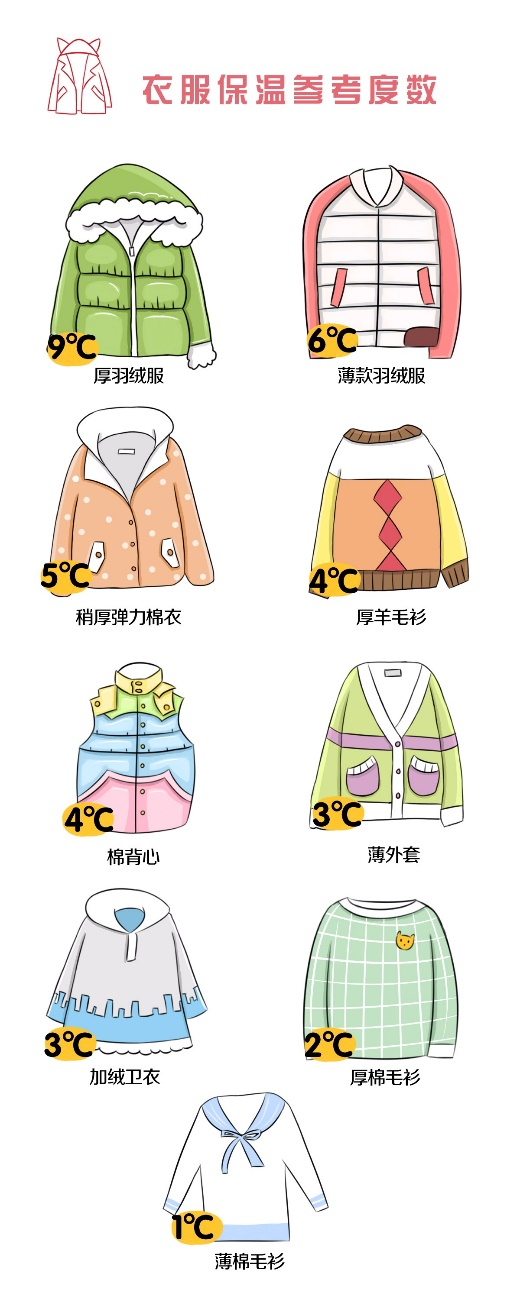 衣服保温参考度数
9℃
厚羽绒服
6℃
薄款羽绒服
5℃
稍厚弹力棉衣
4℃
厚羊毛衫
4℃
棉背心
3℃
薄外套
3℃
加绒卫衣
2℃
厚棉毛衫
1℃
薄棉毛衫